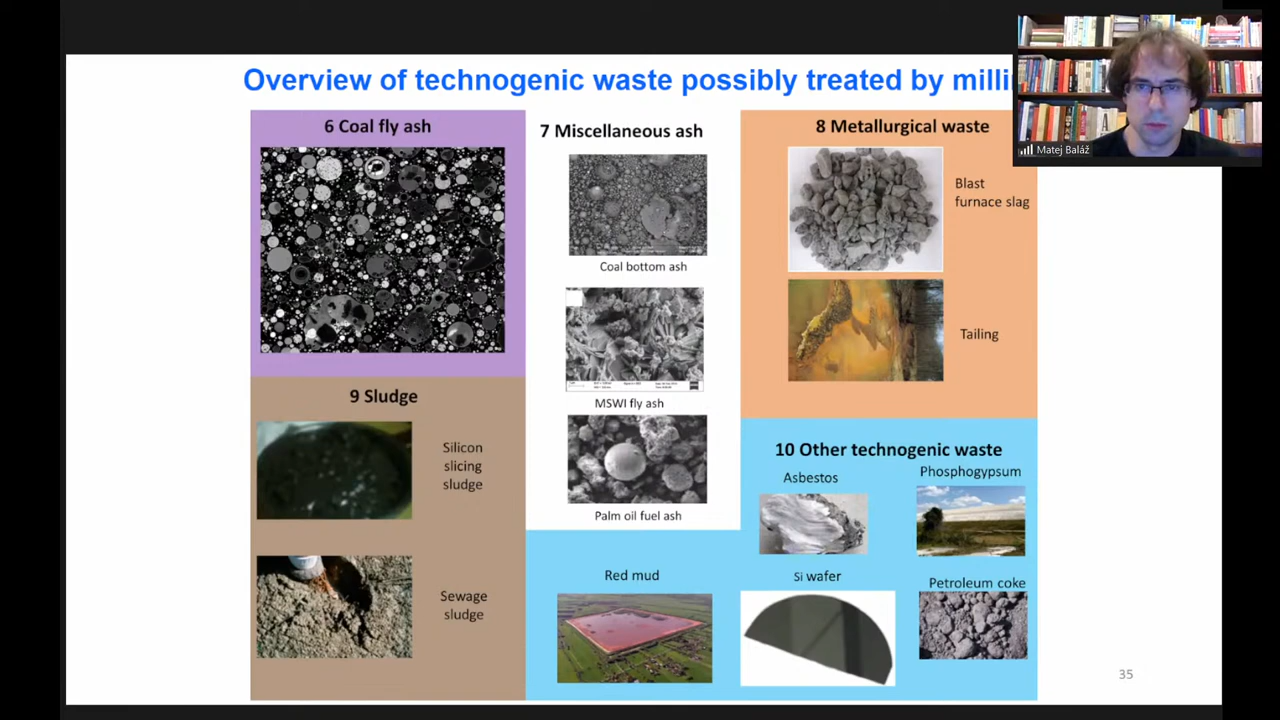 Overview of technogenic waste possibly treated by milli
Matej Baláž
6 Coal fly ash
7 Miscellaneous ash
Coal bottom ash
MSWI fly ash
Palm oil fuel ash
8 Metallurgical waste
Blast
furnace slag
Tailing
9 Sludge
Silicon
slicing
sludge
Sewage
sludge
10 Other technogenic waste
Asbestos
Phosphogypsum
Red mud
Si wafer
Petroleum coke
35